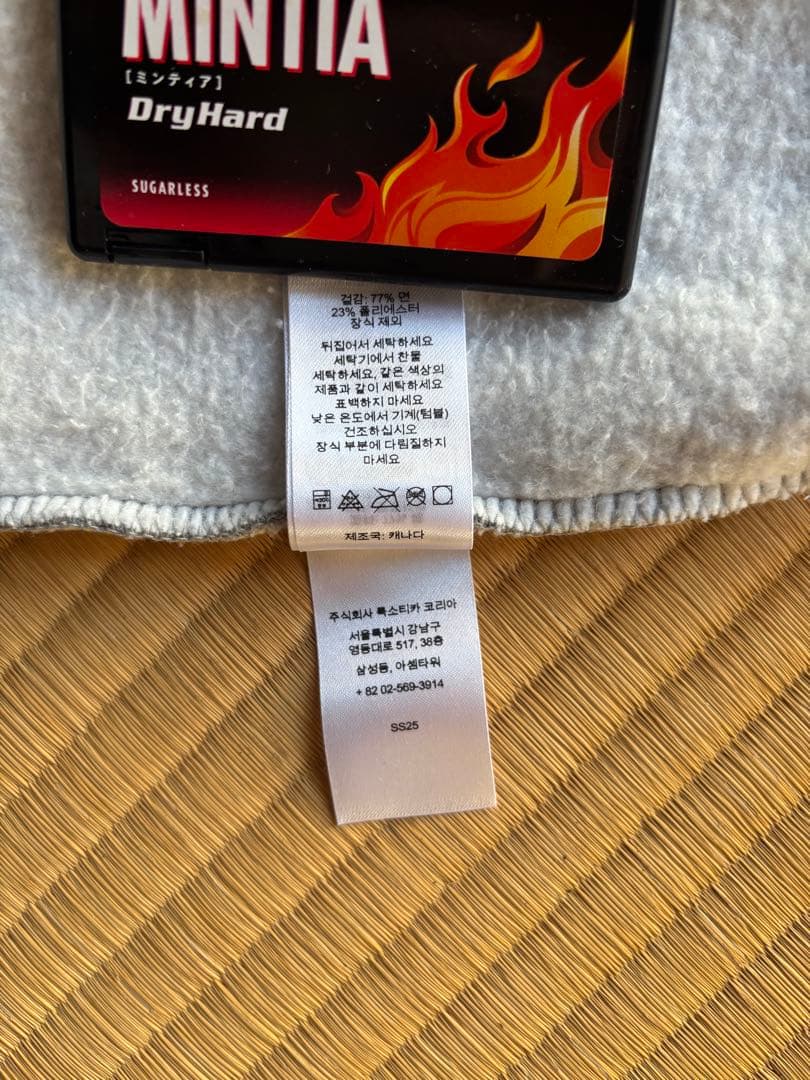 MINTIA
[ミンティア]
DryHard
SUGARLESS
겉감: 77% 면
23% 폴리에스터
장식 제외
뒤집어서 세탁하세요
세탁기에서 찬물
세탁하세요, 같은 색상의
제품과 같이 세탁하세요
표백하지 마세요
낮은 온도에서 기계(텀블)
건조하십시오
장식 부분에 다림질하지
마세요
제조국: 캐나다
주식회사 룩소티카 코리아
서울특별시 강남구
영동대로 517, 38층
삼성동, 아셈타워
+ 82 02-569-3914
SS25